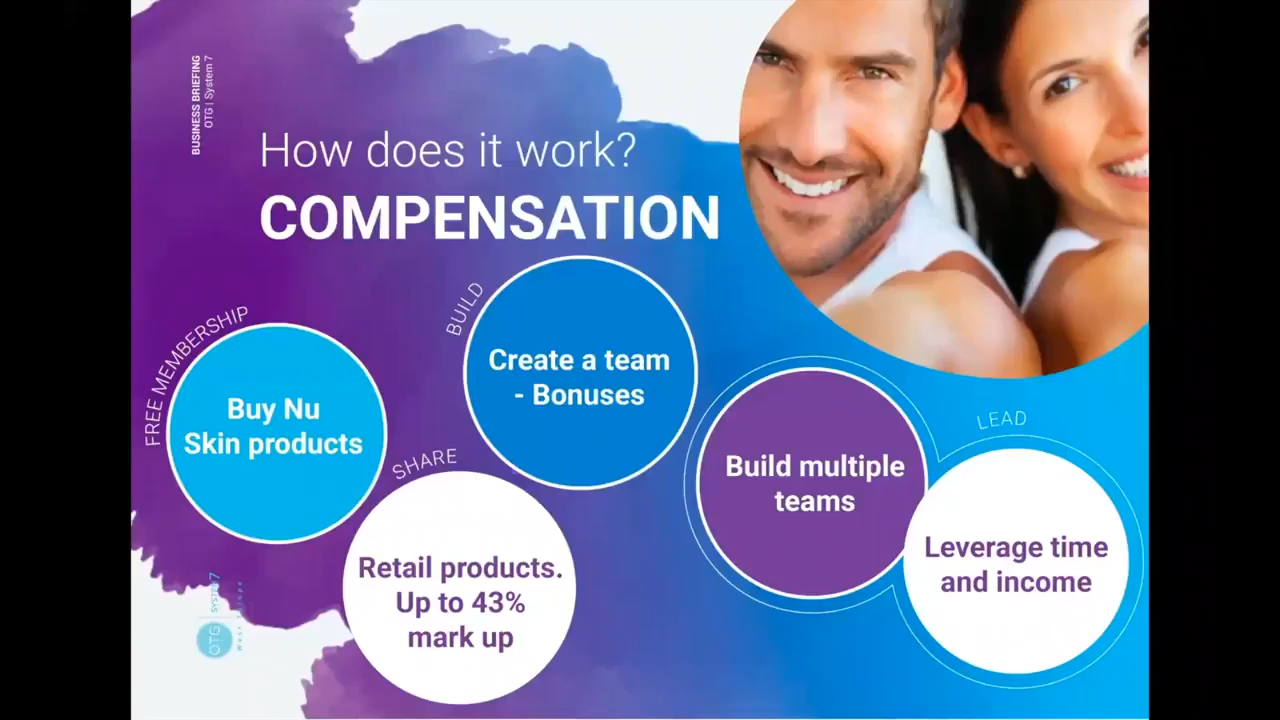 BUSINESS BRIEFING
OTG | System 7
How does it work?
COMPENSATION
FREE MEMBERSHIP
Buy Nu
Skin products
SHARE
Retail products.
Up to 43%
mark up
BUILD
Create a team
- Bonuses
Build multiple
teams
LEAD
Leverage time
and income
OTG | SYSTEM7